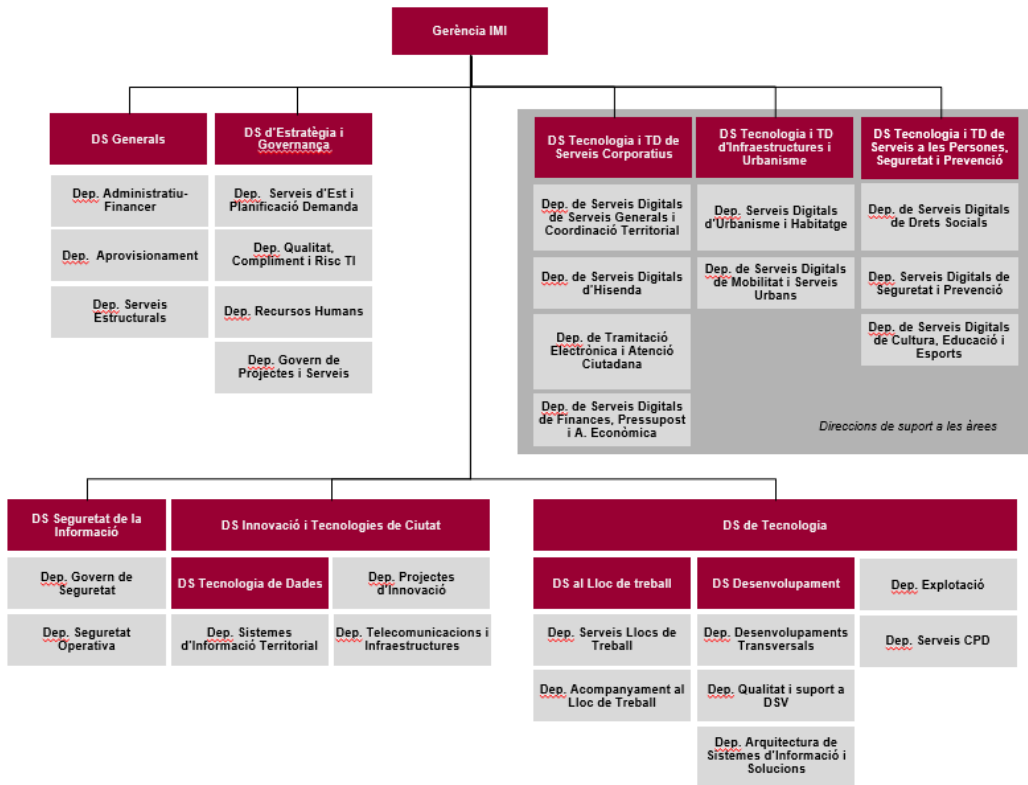 Gerència IMI
DS Generals
Dep. Administratiu-
Financer
Dep. Aprovisionament
Dep. Serveis
Estructurals
DS d'Estratègia i
Governança
Dep. Serveis d'Est i
Planificació Demanda
Dep. Qualitat,
Compliment i Risc TI
Dep. Recursos Humans
Dep. Govern de
Projectes i Serveis
DS Tecnologia i TD de
Serveis Corporatius
Dep. de Serveis Digitals
de Serveis Generals i
Coordinació Territorial
Dep. de Serveis Digitals
d'Hisenda
Dep. de Tramitació
Electrònica i Atenció
Ciutadana
Dep. de Serveis Digitals
de Finances, Pressupost
i A. Econòmica
DS Tecnologia i TD
d'Infraestructures i
Urbanisme
Dep. Serveis Digitals
d'Urbanisme i Habitatge
Dep. de Serveis Digitals
de Mobilitat i Serveis
Urbans
DS Tecnologia i TD de
Serveis a les Persones,
Seguretat i Prevenció
Dep. de Serveis Digitals
de Drets Socials
Dep. Serveis Digitals de
Seguretat i Prevenció
Dep. de Serveis Digitals
de Cultura, Educació i
Esports
Direccions de suport a les àrees
DS Seguretat de la
Informació
Dep. Govern de
Seguretat
Dep. Seguretat
Operativa
DS Innovació i Tecnologies de Ciutat
DS Tecnologia de Dades
Dep. Sistemes
d'Informació Territorial
Dep. Projectes
d'Innovació
Dep. Telecomunicacions i
Infraestructures
DS de Tecnologia
DS al Lloc de treball
Dep. Serveis Llocs de
Treball
Dep. Acompanyament al
Lloc de Treball
DS Desenvolupament
Dep. Desenvolupaments
Transversals
Dep. Qualitat i suport a
DSV
Dep. Arquitectura de
Sistemes d'Informació i
Solucions
Dep. Explotació
Dep. Serveis CPD